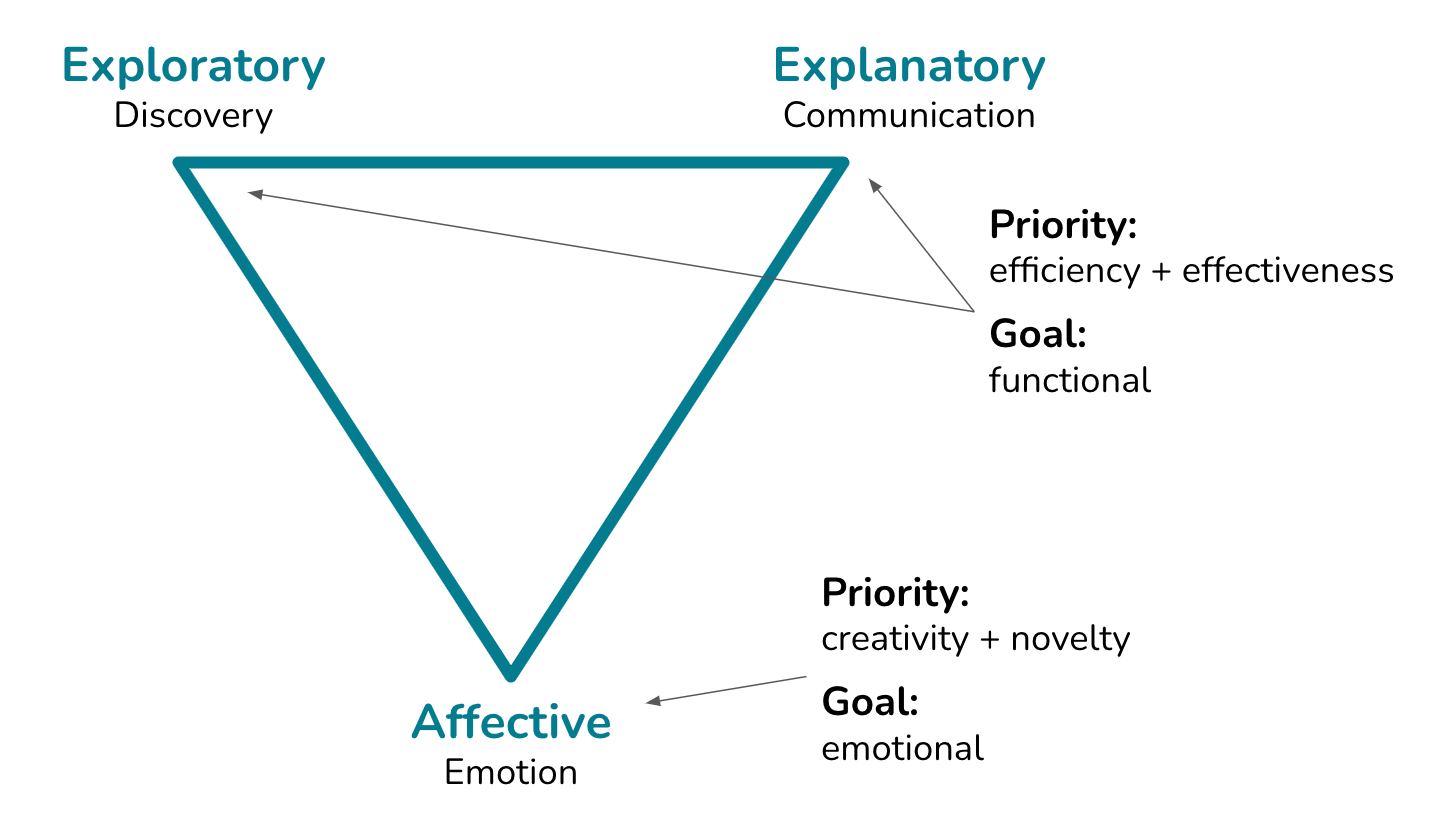 Exploratory
Discovery
Explanatory
Communication
Priority:
efficiency + effectiveness
Goal:
functional
Priority:
creativity + novelty
Goal:
emotional
Affective
Emotion